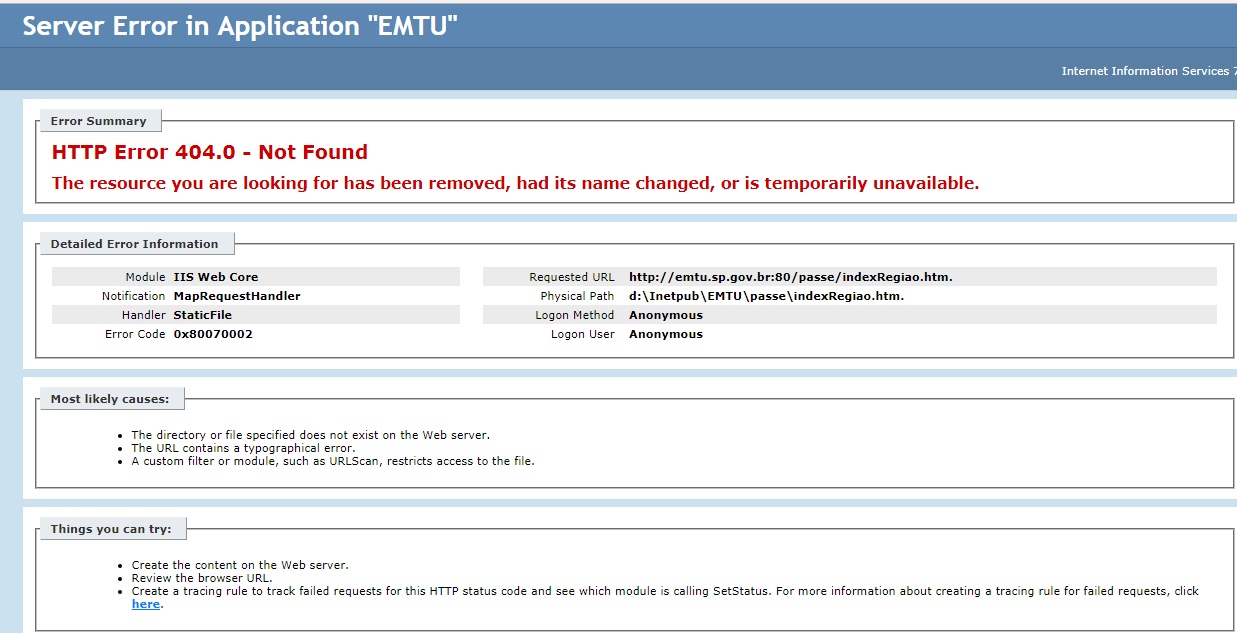 Server Error in Application "EMTU"
Internet Information Services 7
Error Summary
HTTP Error 404.0 - Not Found
The resource you are looking for has been removed, had its name changed, or is temporarily unavailable.
Detailed Error Information
Module IIS Web Core
Notification MapRequestHandler
Handler StaticFile
Error Code 0x80070002
Requested URL http://emtu.sp.gov.br:80/passe/indexRegiao.htm.
Physical Path d:\Inetpub\EMTU\passe\indexRegiao.htm.
Logon Method Anonymous
Logon User Anonymous
Most likely causes:
• The directory or file specified does not exist on the Web server.
• The URL contains a typographical error.
• A custom filter or module, such as URLScan, restricts access to the file.
Things you can try:
• Create the content on the Web server.
• Review the browser URL.
• Create a tracing rule to track failed requests for this HTTP status code and see which module is calling SetStatus. For more information about creating a tracing rule for failed requests, click
here.